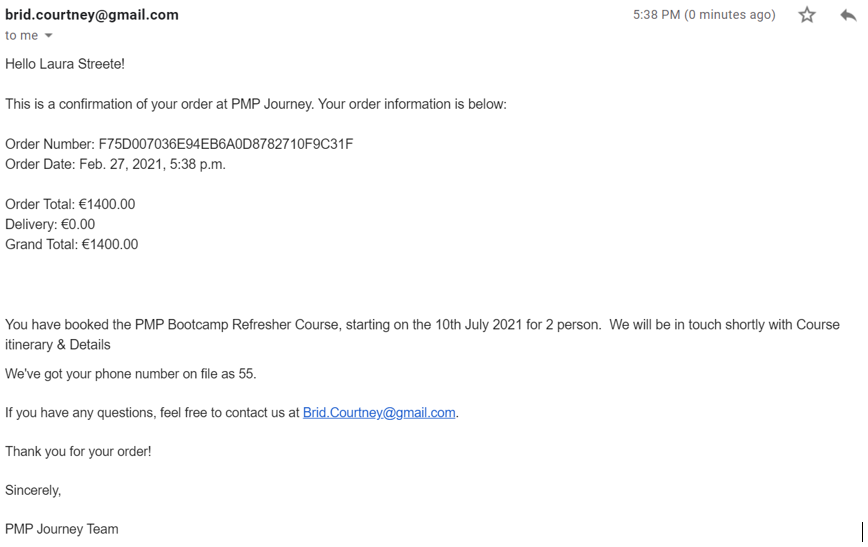 brid.courtney@gmail.com 5:38 PM (0 minutes ago)
to me
Hello Laura Streete!
This is a confirmation of your order at PMP Journey. Your order information is below:
Order Number: F75D007036E94EB6A0D8782710F9C31F
Order Date: Feb. 27, 2021, 5:38 p.m.
Order Total: €1400.00
Delivery: €0.00
Grand Total: €1400.00
You have booked the PMP Bootcamp Refresher Course, starting on the 10th July 2021 for 2 person.  We will be in touch shortly with Course
itinerary & Details
We've got your phone number on file as 55.
If you have any questions, feel free to contact us at Brid.Courtney@gmail.com.
Thank you for your order!
Sincerely,
PMP Journey Team